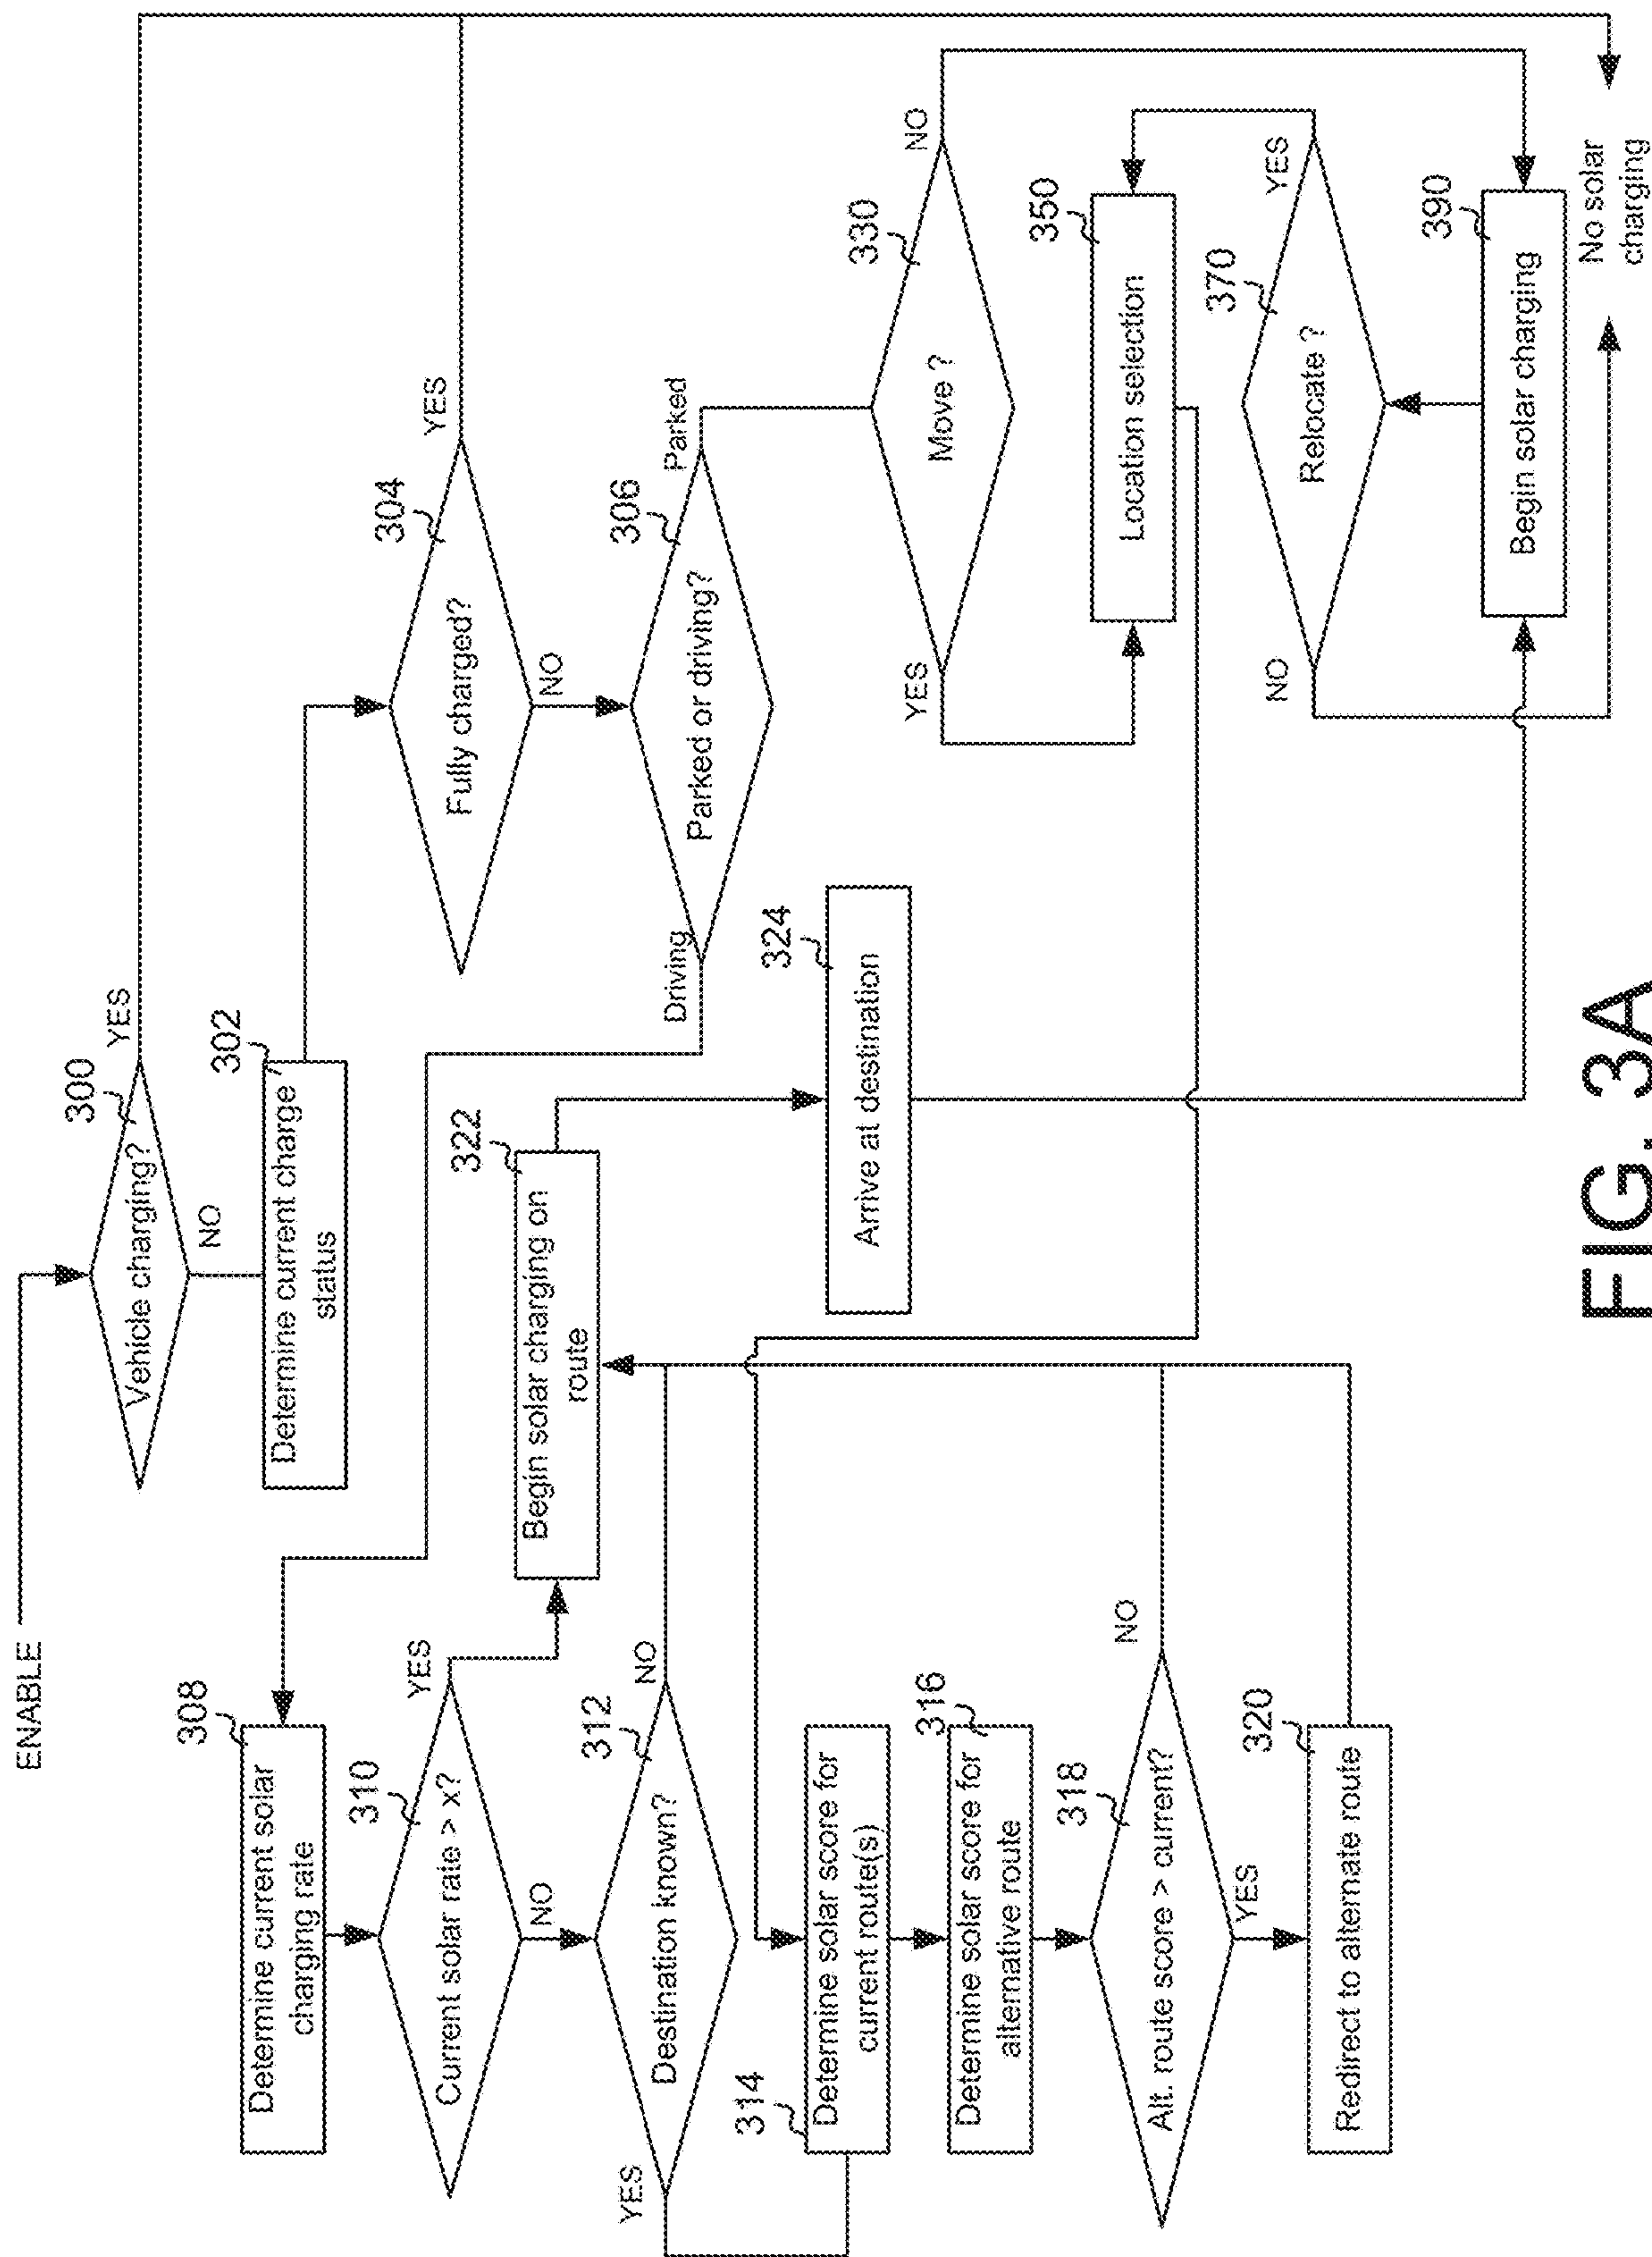 ENABLE
300
Vehicle charging?
YES
NO
302
Determine current charge
status
304
Fully charged?
YES
NO
306
Parked or driving?
Driving
Parked
308
Determine current solar
charging rate
310
Current solar rate > x?
YES
NO
312
Destination known?
YES
NO
314
Determine solar score for
current route(s)
316
Determine solar score for
alternative route
318
Alt. route score > current?
NO
YES
320
Redirect to alternate route
322
Begin solar charging on
route
324
Arrive at destination
330
Move ?
YES
NO
350
Location selection
370
Relocate ?
NO
YES
390
Begin solar charging
No solar
charging
FIG. 3A